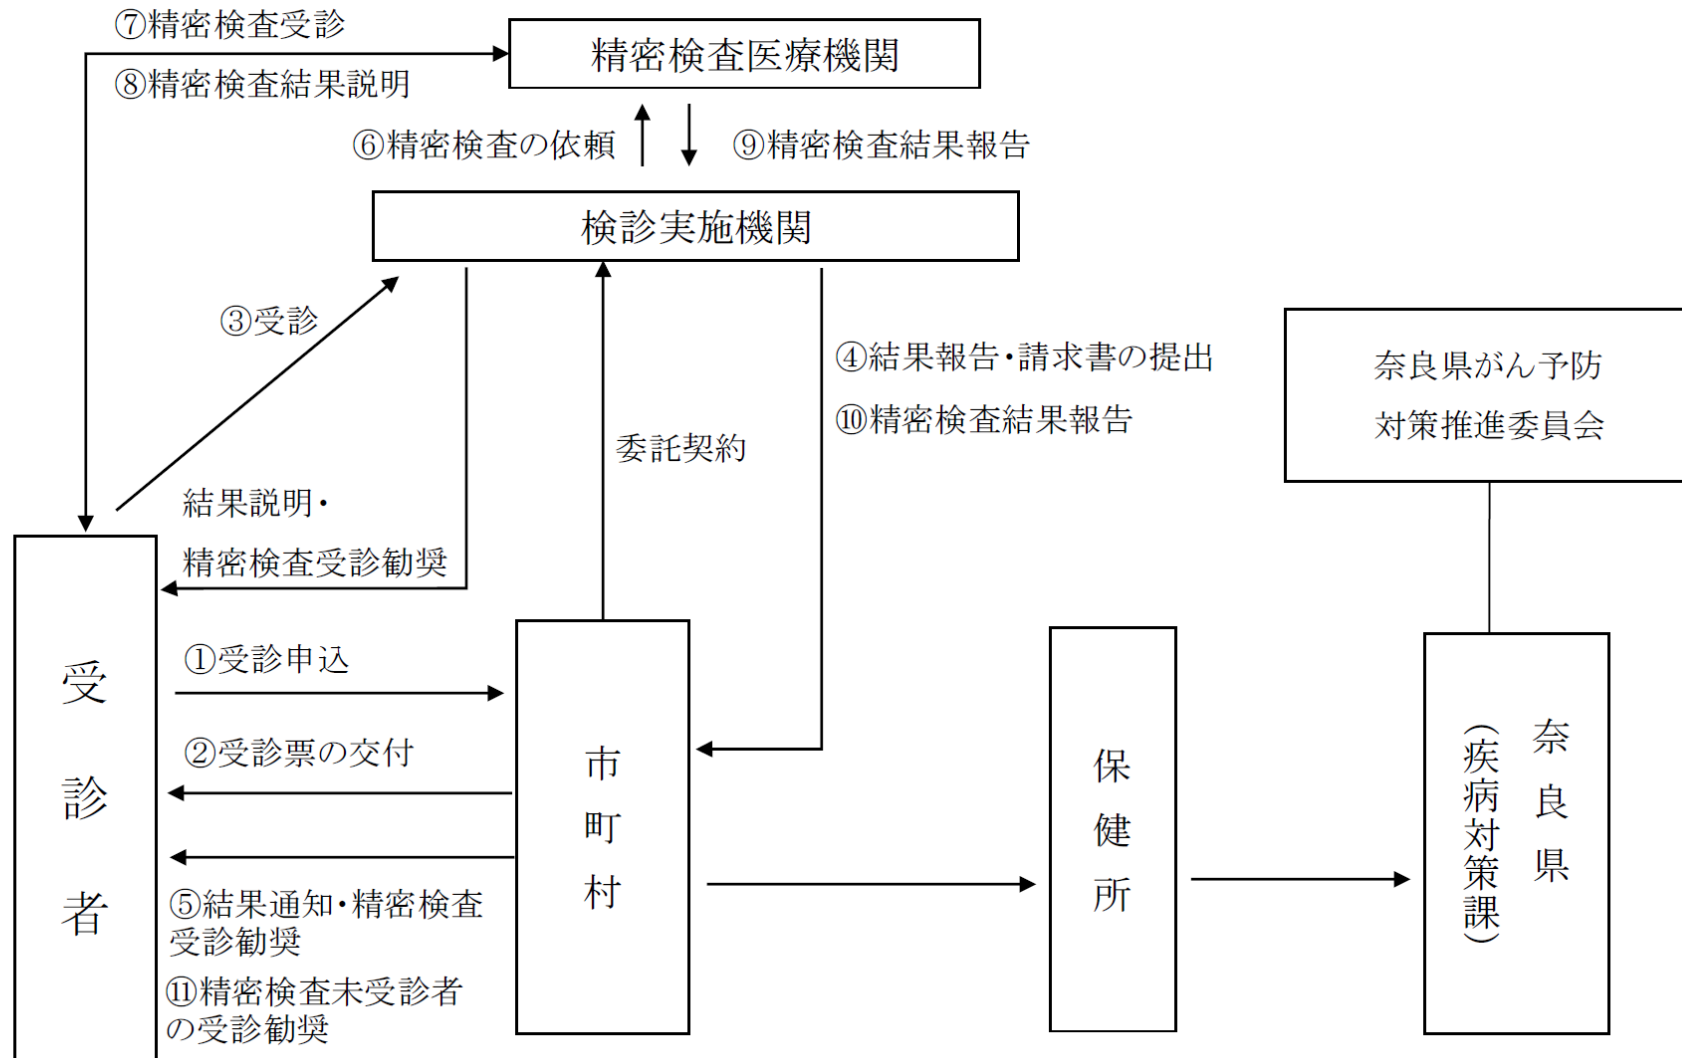 ⑦精密検査受診
精密検査医療機関
⑧精密検査結果説明
⑥精密検査の依頼
⑨精密検査結果報告
検診実施機関
③受診
④結果報告・請求書の提出
⑩精密検査結果報告
奈良県がん予防
対策推進委員会
委託契約
結果説明・
精密検査受診勧奨
受診者
①受診申込
②受診票の交付
⑤結果通知・精密検査
受診勧奨
⑪精密検査未受診者
の受診勧奨
市町村
保健所
奈良県
(疾病対策課)